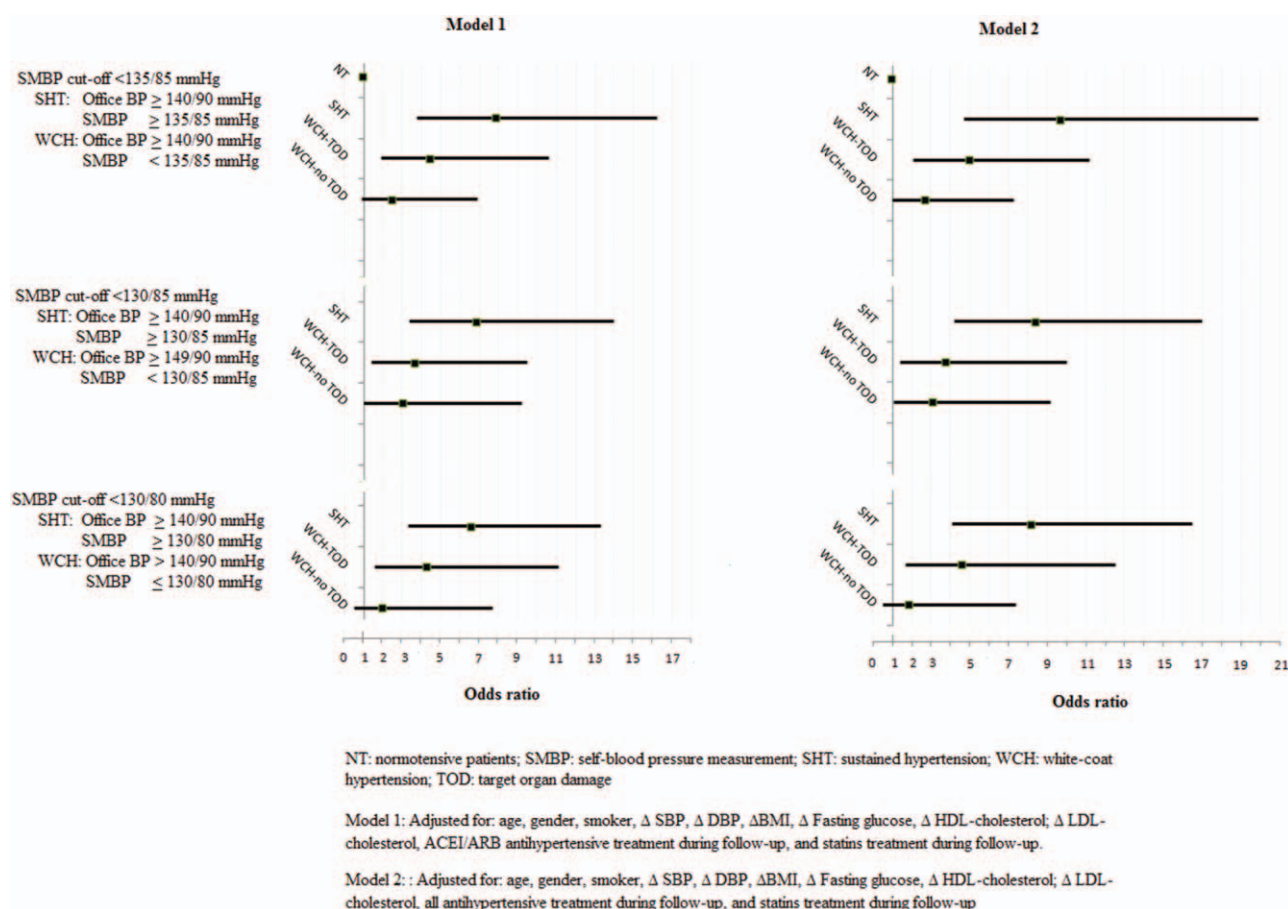 Model 1
Model 2
SMBP cut-off <135/85 mmHg
SHT: Office BP ≥ 140/90 mmHg
SMBP ≥ 135/85 mmHg
WCH: Office BP ≥ 140/90 mmHg
SMBP < 135/85 mmHg
NT
SHT
WCH-TOD
WCH-no TOD
NT
SHT
WCH-TOD
WCH-no TOD
SMBP cut-off <130/85 mmHg
SHT: Office BP ≥ 140/90 mmHg
SMBP ≥ 130/85 mmHg
WCH: Office BP ≥ 149/90 mmHg
SMBP < 130/85 mmHg
SHT
WCH-TOD
WCH-no TOD
SHT
WCH-TOD
WCH-no TOD
SMBP cut-off <130/80 mmHg
SHT: Office BP ≥ 140/90 mmHg
SMBP ≥ 130/80 mmHg
WCH: Office BP > 140/90 mmHg
SMBP ≤ 130/80 mmHg
SHT
WCH-TOD
WCH-no TOD
SHT
WCH-TOD
WCH-no TOD
0 1 2 3 5 7 9 11 13 15 17
0 1 2 3 5 7 9 11 13 15 17 19 21
Odds ratio
Odds ratio
NT: normotensive patients; SMBP: self-blood pressure measurement; SHT: sustained hypertension; WCH: white-coat
hypertension; TOD: target organ damage
Model 1: Adjusted for: age, gender, smoker, Δ SBP, Δ DBP, ΔBMI, Δ Fasting glucose, Δ HDL-cholesterol; Δ LDL-
cholesterol, ACEI/ARB antihypertensive treatment during follow-up, and statins treatment during follow-up.
Model 2: : Adjusted for: age, gender, smoker, Δ SBP, Δ DBP, ΔBMI, Δ Fasting glucose, Δ HDL-cholesterol; Δ LDL-
cholesterol, all antihypertensive treatment during follow-up, and statins treatment during follow-up